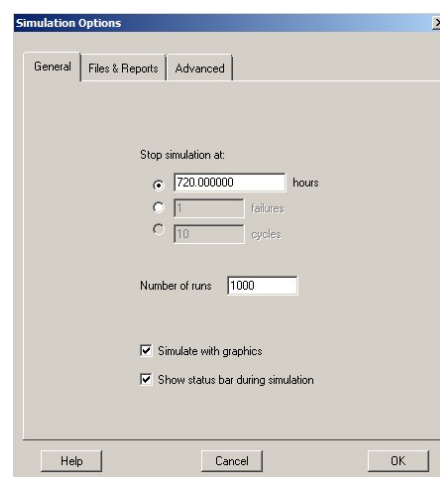 Simulation Options
General Files & Reports Advanced
Stop simulation at:
720.000000 hours
1 failures
10 cycles
Number of runs 1000
Simulate with graphics
Show status bar during simulation
Help Cancel OK